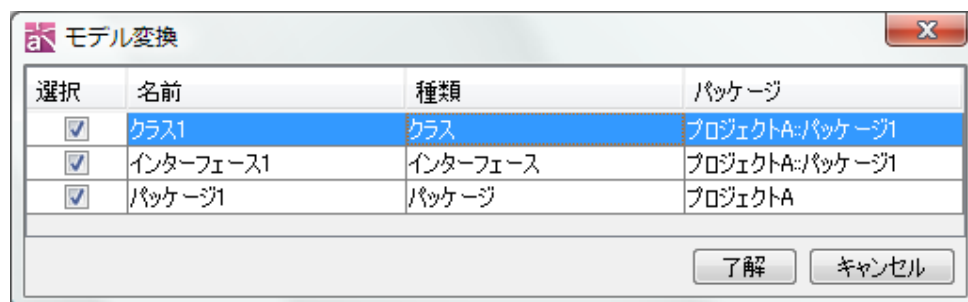 モデル変換
選択 名前 種類 パッケージ
クラス1 クラス プロジェクトA::パッケージ1
インターフェース1 インターフェース プロジェクトA::パッケージ1
パッケージ1 パッケージ プロジェクトA
了解 キャンセル